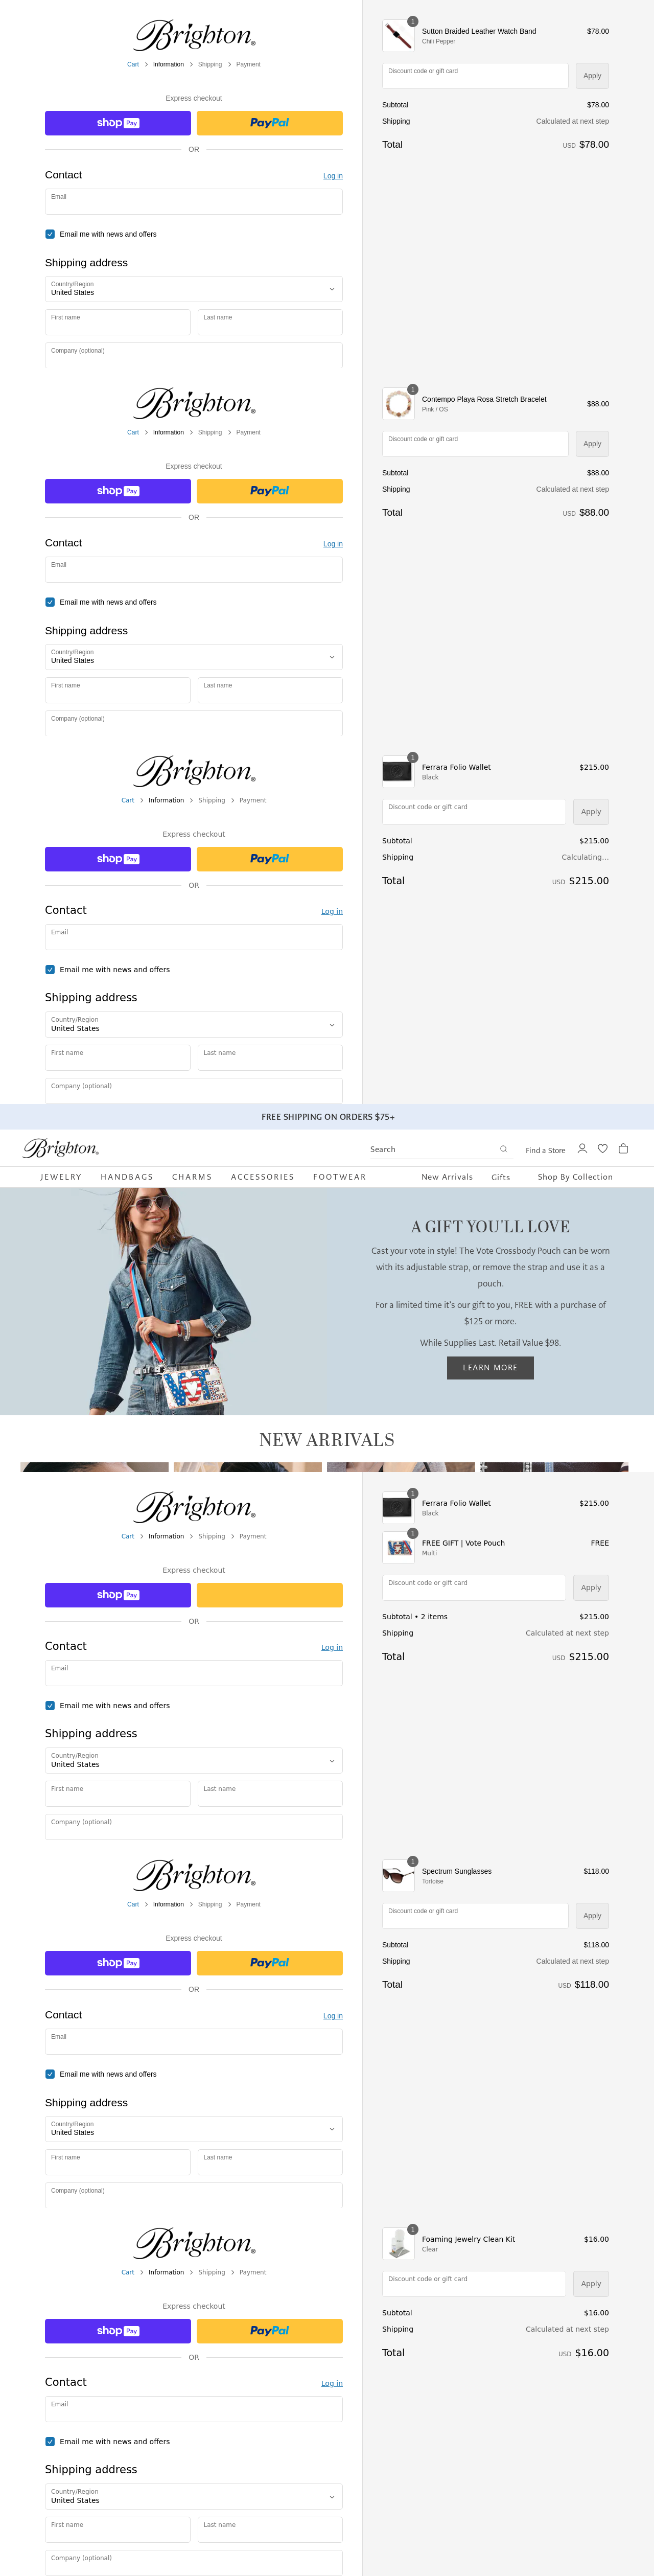 Brighton®
Cart > Information > Shipping > Payment
Express checkout
shop Pay
PayPal
OR
Contact
Log in
Email
Email me with news and offers
Shipping address
Country/Region
United States
First name
Last name
Company (optional)
1
Sutton Braided Leather Watch Band
$78.00
Chili Pepper
Discount code or gift card
Apply
Subtotal
$78.00
Shipping
Calculated at next step
Total
USD $78.00
Brighton®
Cart > Information > Shipping > Payment
Express checkout
shop Pay
PayPal
OR
Contact
Log in
Email
Email me with news and offers
Shipping address
Country/Region
United States
First name
Last name
Company (optional)
1
Contempo Playa Rosa Stretch Bracelet
$88.00
Pink / OS
Discount code or gift card
Apply
Subtotal
$88.00
Shipping
Calculated at next step
Total
USD $88.00
Brighton®
Cart > Information > Shipping > Payment
Express checkout
shop Pay
PayPal
OR
Contact
Log in
Email
Email me with news and offers
Shipping address
Country/Region
United States
First name
Last name
Company (optional)
1
Ferrara Folio Wallet
$215.00
Black
Discount code or gift card
Apply
Subtotal
$215.00
Shipping
Calculating...
Total
USD $215.00
FREE SHIPPING ON ORDERS $75+
Brighton®
Search
Find a Store
JEWELRY HANDBAGS CHARMS ACCESSORIES FOOTWEAR New Arrivals Gifts Shop By Collection
A GIFT YOU'LL LOVE
Cast your vote in style! The Vote Crossbody Pouch can be worn
with its adjustable strap, or remove the strap and use it as a
pouch.
For a limited time it's our gift to you, FREE with a purchase of
$125 or more.
While Supplies Last. Retail Value $98.
LEARN MORE
NEW ARRIVALS
Brighton®
Cart > Information > Shipping > Payment
Express checkout
shop Pay
OR
Contact
Log in
Email
Email me with news and offers
Shipping address
Country/Region
United States
First name
Last name
Company (optional)
1
Ferrara Folio Wallet
$215.00
Black
1
FREE GIFT | Vote Pouch
FREE
Multi
Discount code or gift card
Apply
Subtotal • 2 items
$215.00
Shipping
Calculated at next step
Total
USD $215.00
Brighton®
Cart > Information > Shipping > Payment
Express checkout
shop Pay
PayPal
OR
Contact
Log in
Email
Email me with news and offers
Shipping address
Country/Region
United States
First name
Last name
Company (optional)
1
Spectrum Sunglasses
$118.00
Tortoise
Discount code or gift card
Apply
Subtotal
$118.00
Shipping
Calculated at next step
Total
USD $118.00
Brighton®
Cart > Information > Shipping > Payment
Express checkout
shop Pay
PayPal
OR
Contact
Log in
Email
Email me with news and offers
Shipping address
Country/Region
United States
First name
Last name
Company (optional)
1
Foaming Jewelry Clean Kit
$16.00
Clear
Discount code or gift card
Apply
Subtotal
$16.00
Shipping
Calculated at next step
Total
USD $16.00